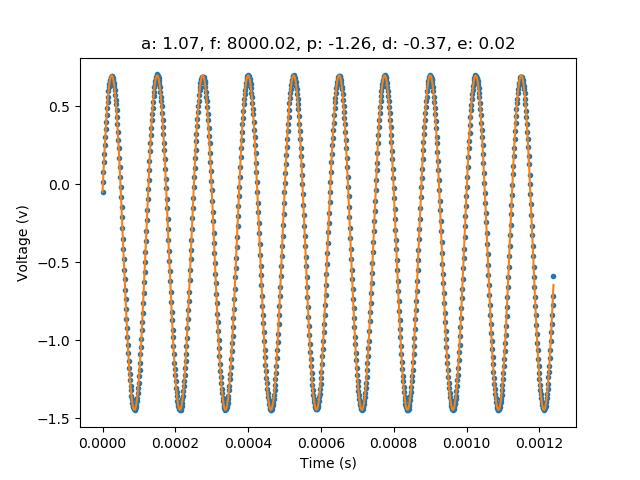 a: 1.07, f: 8000.02, p: -1.26, d: -0.37, e: 0.02
Voltage (v)
0.5
0.0
−0.5
−1.0
−1.5
0.0000 0.0002 0.0004 0.0006 0.0008 0.0010 0.0012
Time (s)